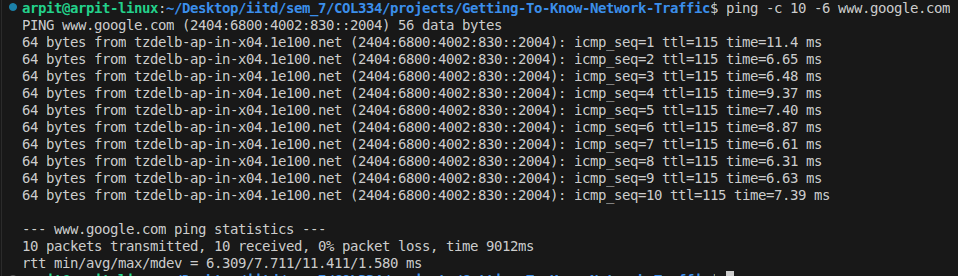 arpit@arpit-linux:~/Desktop/iitd/sem_7/COL334/projects/Getting-To-Know-Network-Traffic$ ping -c 10 -6 www.google.com
PING www.google.com (2404:6800:4002:830::2004) 56 data bytes
64 bytes from tzdelb-ap-in-x04.1e100.net (2404:6800:4002:830::2004): icmp_seq=1 ttl=115 time=11.4 ms
64 bytes from tzdelb-ap-in-x04.1e100.net (2404:6800:4002:830::2004): icmp_seq=2 ttl=115 time=6.65 ms
64 bytes from tzdelb-ap-in-x04.1e100.net (2404:6800:4002:830::2004): icmp_seq=3 ttl=115 time=6.48 ms
64 bytes from tzdelb-ap-in-x04.1e100.net (2404:6800:4002:830::2004): icmp_seq=4 ttl=115 time=9.37 ms
64 bytes from tzdelb-ap-in-x04.1e100.net (2404:6800:4002:830::2004): icmp_seq=5 ttl=115 time=7.40 ms
64 bytes from tzdelb-ap-in-x04.1e100.net (2404:6800:4002:830::2004): icmp_seq=6 ttl=115 time=8.87 ms
64 bytes from tzdelb-ap-in-x04.1e100.net (2404:6800:4002:830::2004): icmp_seq=7 ttl=115 time=6.61 ms
64 bytes from tzdelb-ap-in-x04.1e100.net (2404:6800:4002:830::2004): icmp_seq=8 ttl=115 time=6.31 ms
64 bytes from tzdelb-ap-in-x04.1e100.net (2404:6800:4002:830::2004): icmp_seq=9 ttl=115 time=6.63 ms
64 bytes from tzdelb-ap-in-x04.1e100.net (2404:6800:4002:830::2004): icmp_seq=10 ttl=115 time=7.39 ms

--- www.google.com ping statistics ---
10 packets transmitted, 10 received, 0% packet loss, time 9012ms
rtt min/avg/max/mdev = 6.309/7.711/11.411/1.580 ms